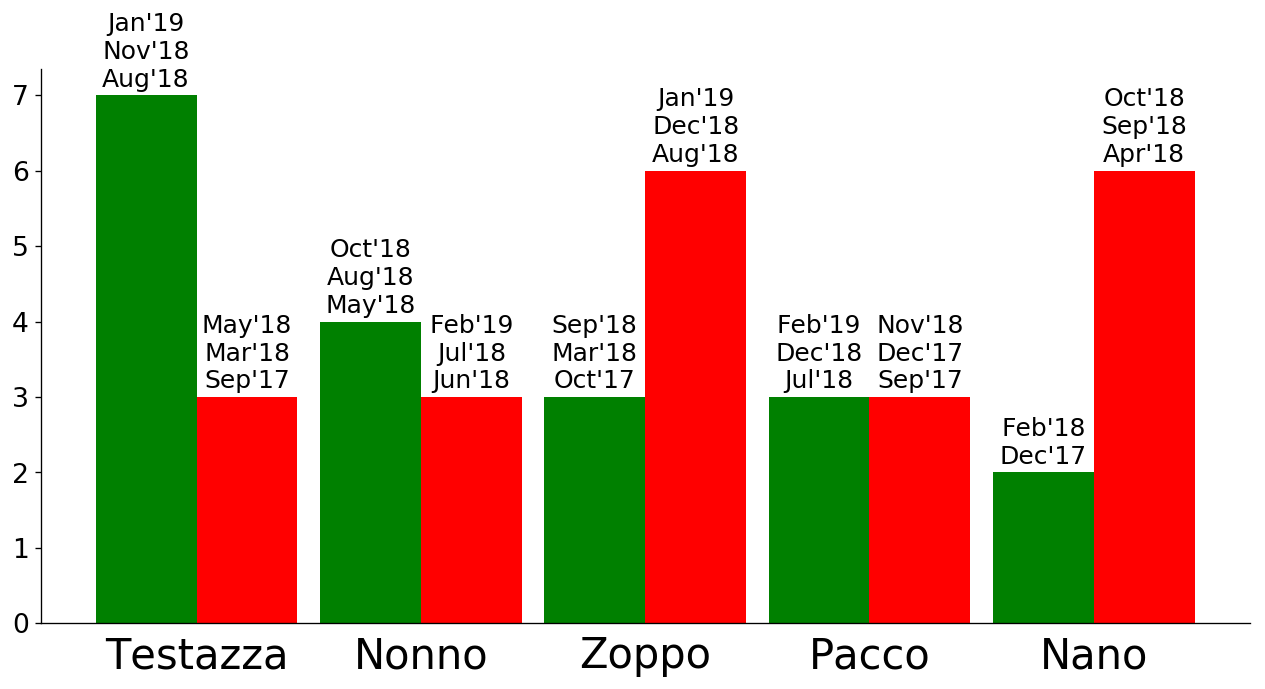 Jan'19
Nov'18
Aug'18
May'18
Mar'18
Sep'17
Oct'18
Aug'18
May'18
Feb'19
Jul'18
Jun'18
Sep'18
Mar'18
Oct'17
Jan'19
Dec'18
Aug'18
Feb'19
Dec'18
Jul'18
Nov'18
Dec'17
Sep'17
Feb'18
Dec'17
Oct'18
Sep'18
Apr'18
7
6
5
4
3
2
1
0
Testazza Nonno Zoppo Pacco Nano